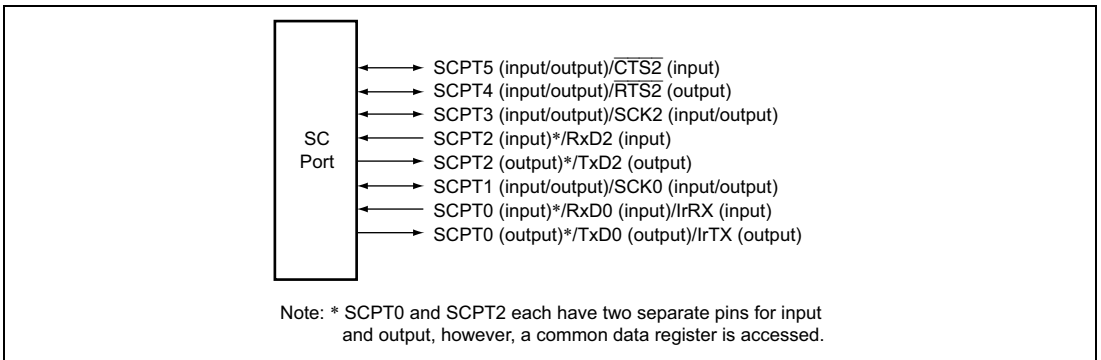 SC
Port
SCPT5 (input/output)/C̅T̅S̅2̅ (input)
SCPT4 (input/output)/R̅T̅S̅2̅ (output)
SCPT3 (input/output)/SCK2 (input/output)
SCPT2 (input)*/RxD2 (input)
SCPT2 (output)*/TxD2 (output)
SCPT1 (input/output)/SCK0 (input/output)
SCPT0 (input)*/RxD0 (input)/IrRX (input)
SCPT0 (output)*/TxD0 (output)/IrTX (output)
Note: * SCPT0 and SCPT2 each have two separate pins for input
and output, however, a common data register is accessed.